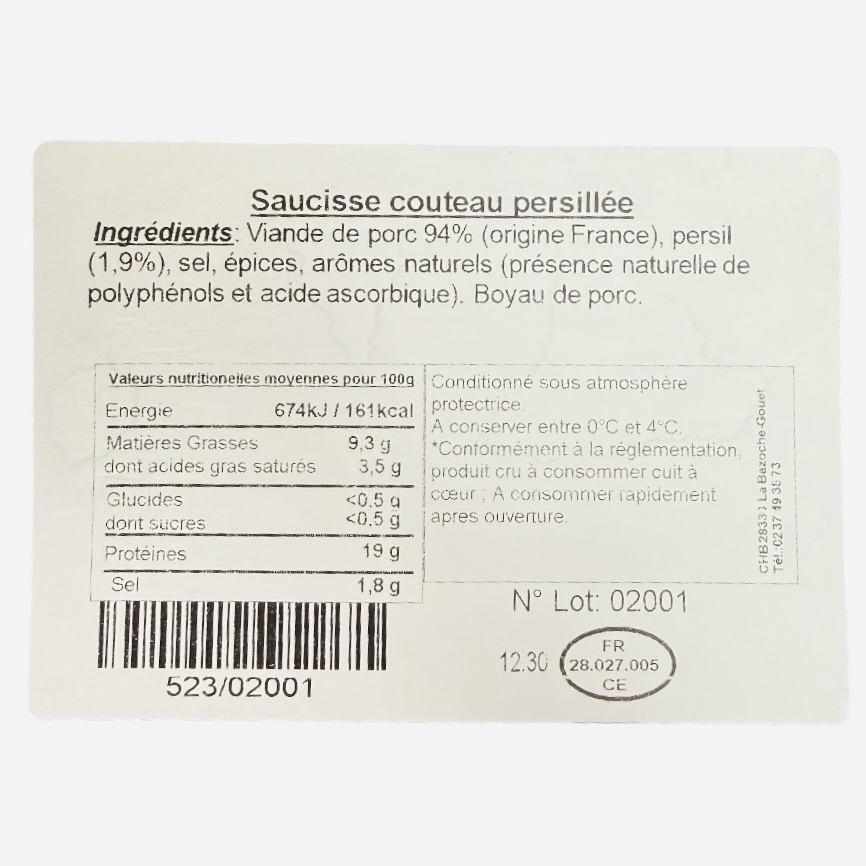 Saucisse couteau persillée
Ingrédients: Viande de porc 94% (origine France), persil
(1,9%), sel, épices, arômes naturels (présence naturelle de
polyphénols et acide ascorbique). Boyau de porc.
Valeurs nutritionelles moyennes pour 100g
Energie 674kJ / 161kcal
Matières Grasses 9,3 g
dont acides gras saturés 3,5 g
Glucides <0,5 g
dont sucres <0,5 g
Protéines 19 g
Sel 1,8 g
Conditionné sous atmosphère
protectrice.
A conserver entre 0°C et 4°C.
*Conformément à la réglementation,
produit cru à consommer cuit à
cœur ; A consommer rapidement
apres ouverture.
CHB2833) La Bazoche-Gouet
Tél.:02 37 49 35 73
523/02001
N° Lot: 02001
12.30
FR
28.027.005
CE